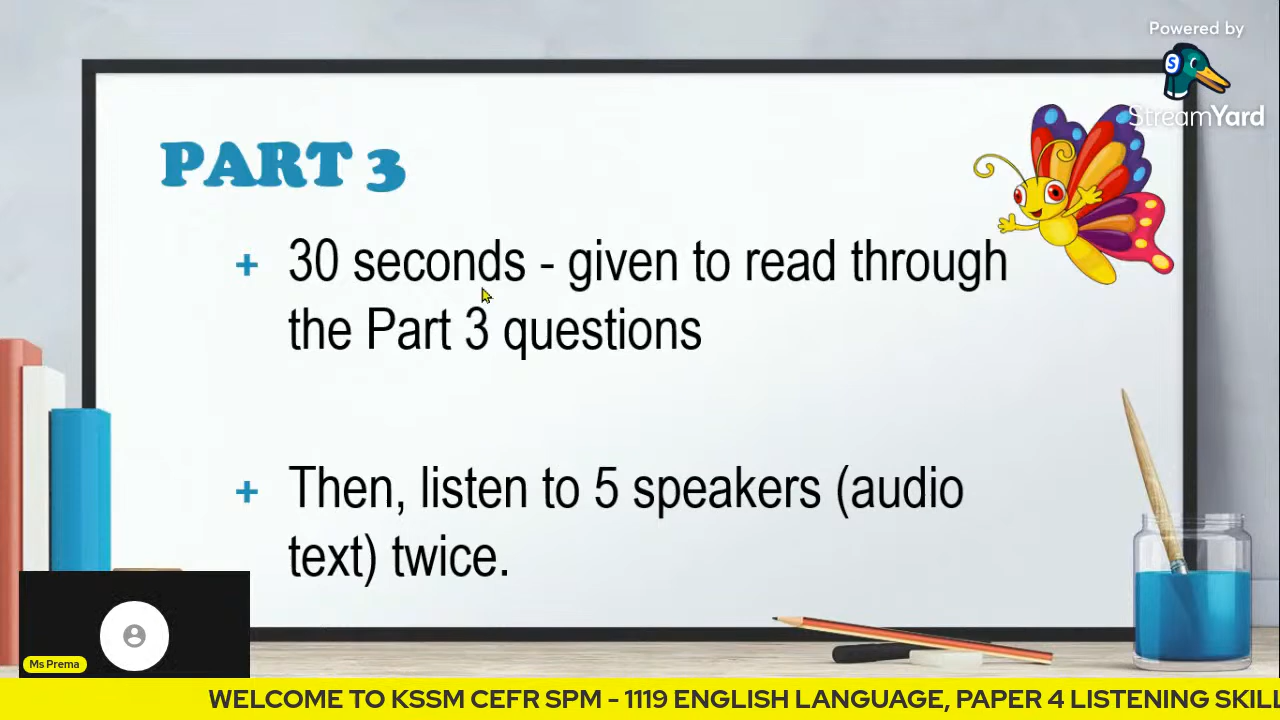 Powered by
S
StreamYard
PART 3
+ 30 seconds - given to read through
the Part 3 questions
+ Then, listen to 5 speakers (audio
text) twice.
Ms Prema
WELCOME TO KSSM CEFR SPM - 1119 ENGLISH LANGUAGE, PAPER 4 LISTENING SKILL